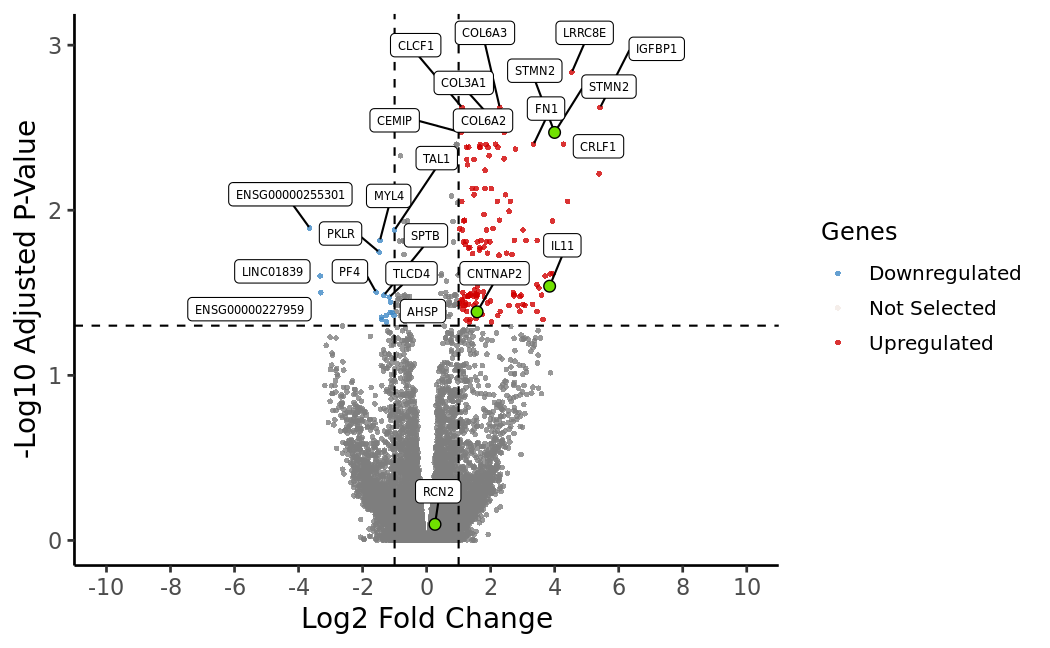 COL6A3
LRRC8E
CLCF1
IGFBP1
STMN2
COL3A1
STMN2
FN1
CEMIP
COL6A2
CRLF1
TAL1
ENSG00000255301
MYL4
PKLR
SPTB
IL11
LINC01839
PF4
TLCD4
CNTNAP2
ENSG00000227959
AHSP
RCN2
3
2
1
0
-Log10 Adjusted P-Value
-10
-8
-6
-4
-2
0
2
4
6
8
10
Log2 Fold Change
Genes
Downregulated
Not Selected
Upregulated